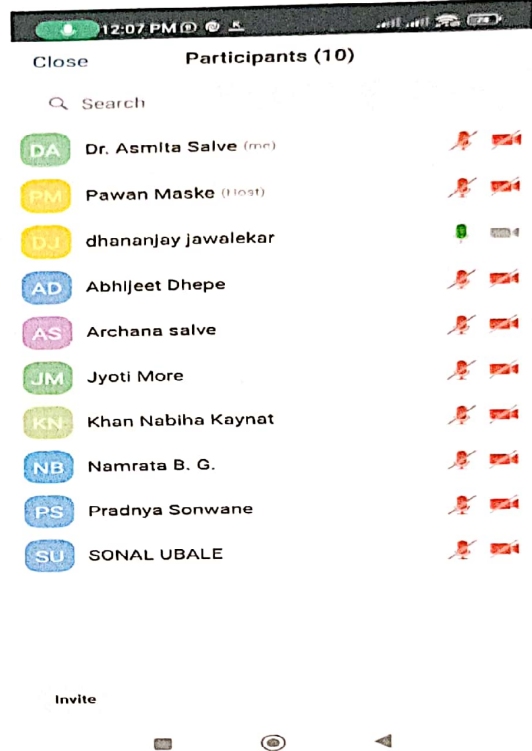 12:07 PM
Close Participants (10)
Search
DA Dr. Asmita Salve (me)
PM Pawan Maske (Host)
DJ dhananjay jawalekar
AD Abhijeet Dhepe
AS Archana salve
JM Jyoti More
KN Khan Nabiha Kaynat
NB Namrata B. G.
PS Pradnya Sonwane
SU SONAL UBALE
Invite